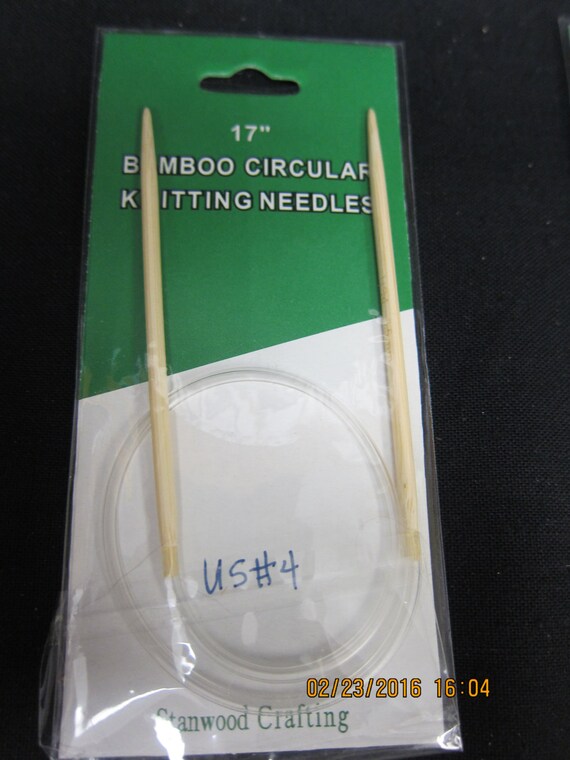 17"
BAMBOO CIRCULAR
KNITTING NEEDLES
US#4
02/23/2016 16:04
Stanwood Crafting